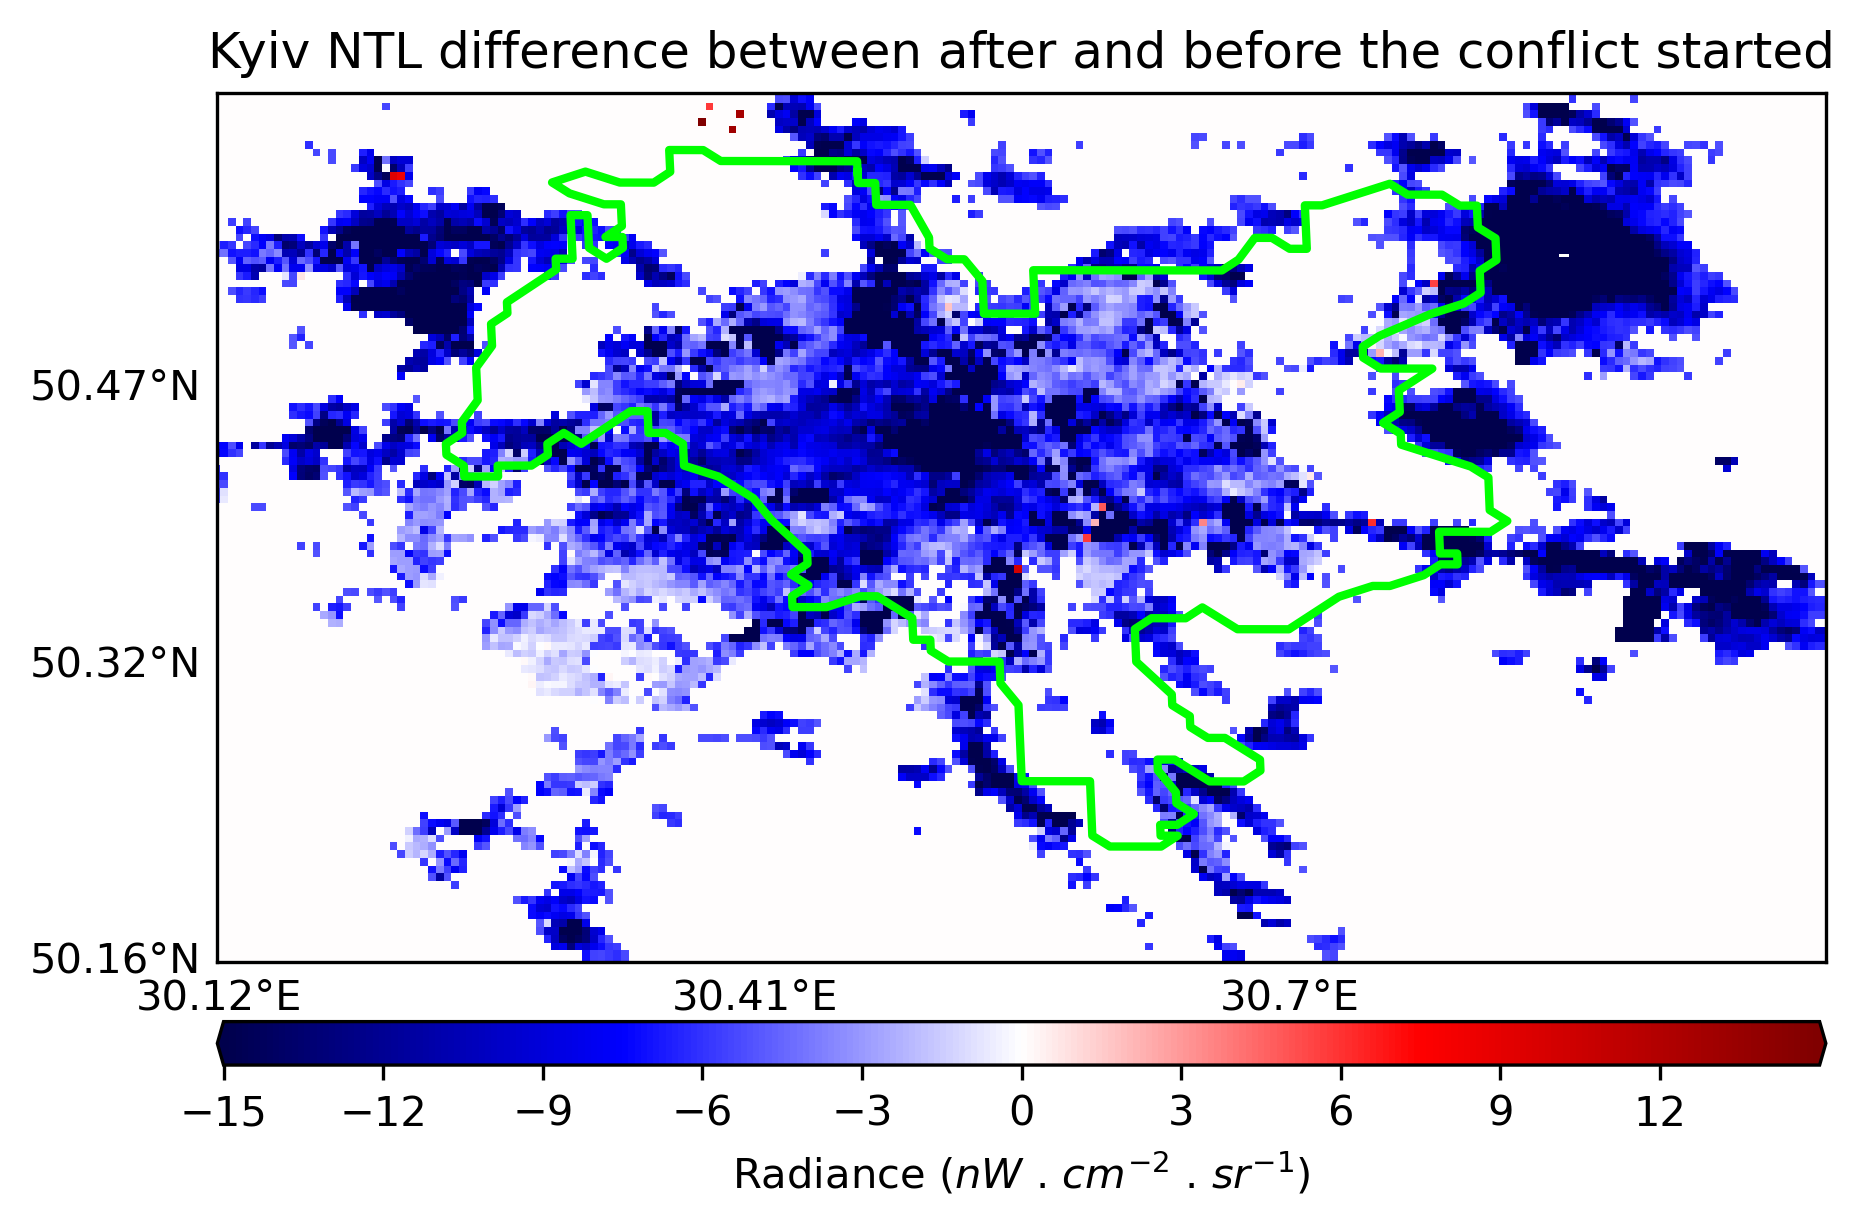 Kyiv NTL difference between after and before the conflict started
50.47°N
50.32°N
50.16°N
30.12°E 30.41°E 30.7°E
−15 −12 −9 −6 −3 0 3 6 9 12
Radiance (nW . cm⁻² . sr⁻¹)